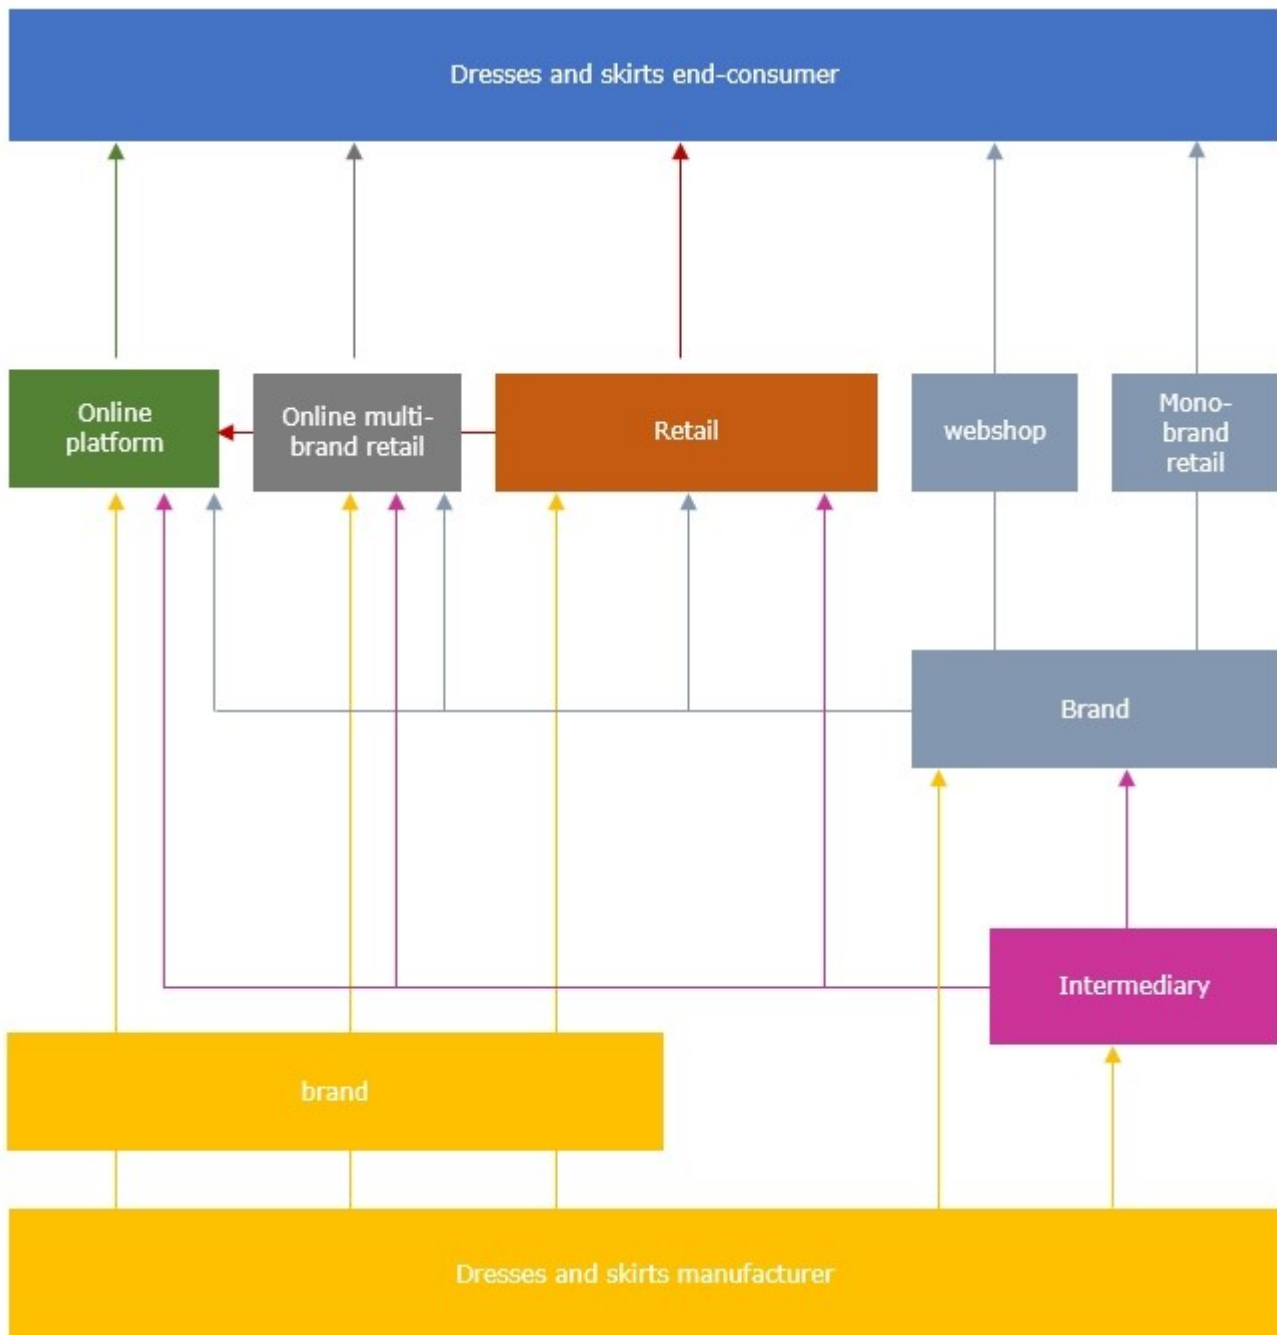 Dresses and skirts end-consumer
Online
platform
Online multi-
brand retail
Retail
webshop
Mono-
brand
retail
Brand
Intermediary
brand
Dresses and skirts manufacturer